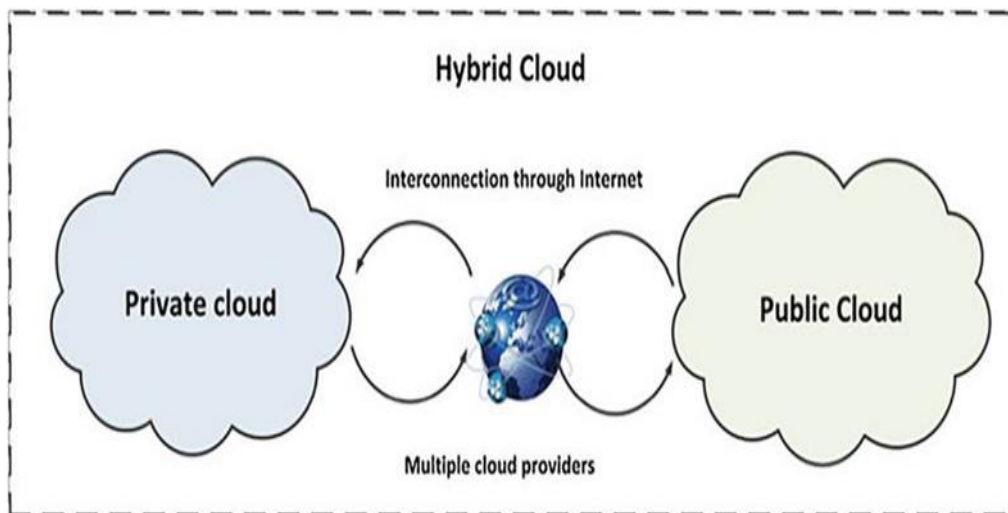 Hybrid Cloud
Interconnection through Internet
Private cloud
Public Cloud
Multiple cloud providers